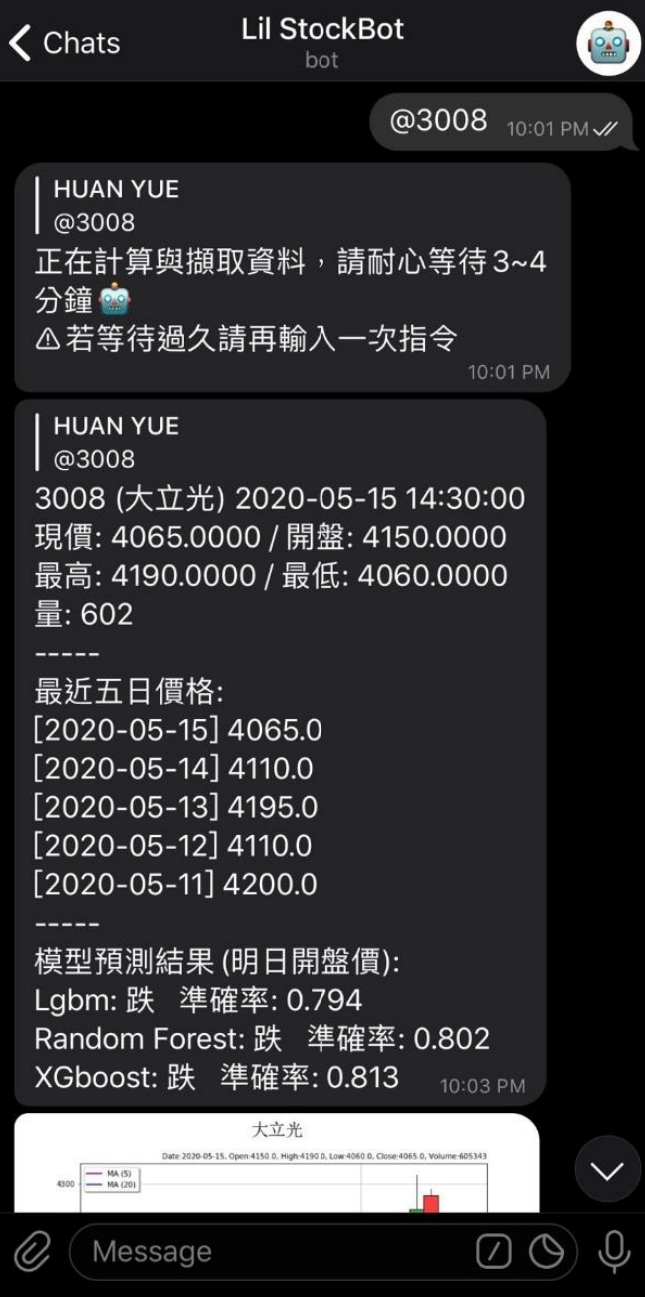 Chats
Lil StockBot
bot
@3008 10:01 PM
HUAN YUE
@3008
正在計算與擷取資料，請耐心等待3~4
分鐘🤖
⚠若等待過久請再輸入一次指令
10:01 PM
HUAN YUE
@3008
3008 (大立光) 2020-05-15 14:30:00
現價: 4065.0000 / 開盤: 4150.0000
最高: 4190.0000 / 最低: 4060.0000
量: 602
-----
最近五日價格:
[2020-05-15] 4065.0
[2020-05-14] 4110.0
[2020-05-13] 4195.0
[2020-05-12] 4110.0
[2020-05-11] 4200.0
-----
模型預測結果 (明日開盤價):
Lgbm: 跌 準確率: 0.794
Random Forest: 跌 準確率: 0.802
XGboost: 跌 準確率: 0.813 10:03 PM
大立光
Date:2020-05-15, Open:4150.0, High:4190.0, Low:4060.0, Close:4065.0, Volume:605343
4300
MA (5)
MA (20)
Message